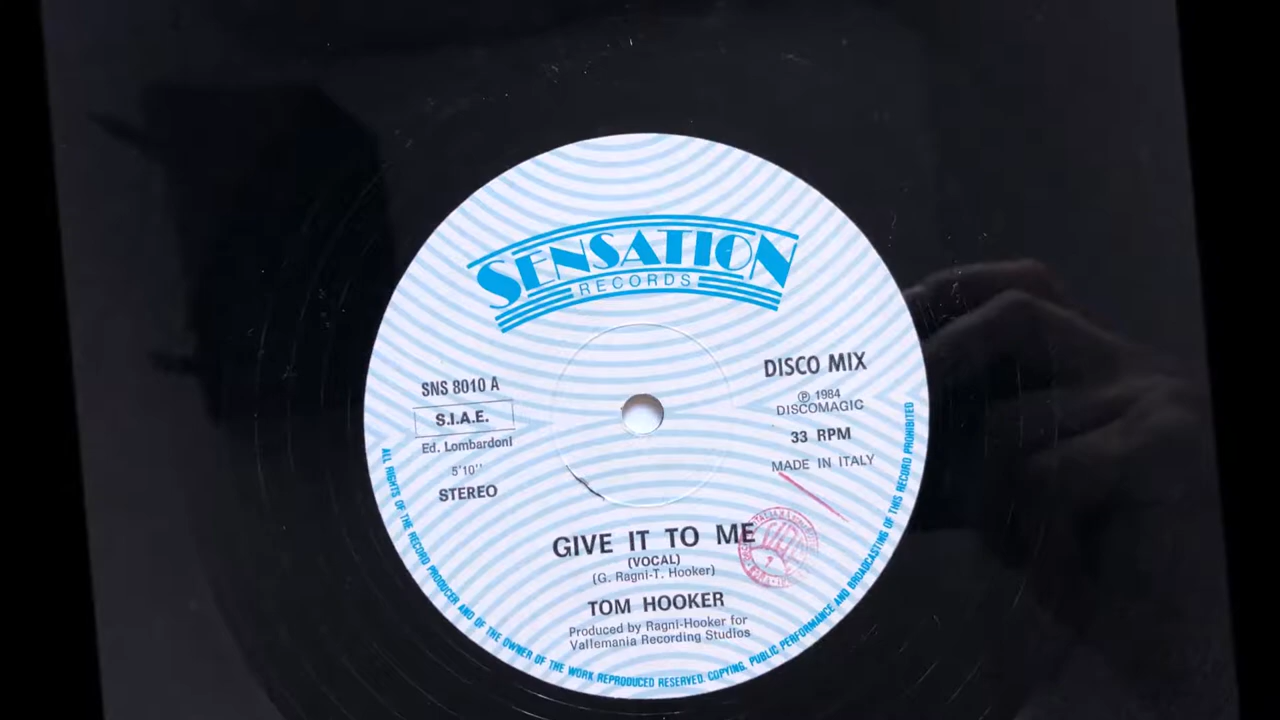 SENSATION
RECORDS
SNS 8010 A
S.I.A.E.
Ed. Lombardoni
5'10''
STEREO
DISCO MIX
Ⓟ 1984
DISCOMAGIC
33 RPM
MADE IN ITALY
GIVE IT TO ME
(VOCAL)
(G. Ragni-T. Hooker)
TOM HOOKER
Produced by Ragni-Hooker for
Vallemania Recording Studios
ALL RIGHTS OF THE RECORD PRODUCER AND OF THE OWNER OF THE WORK REPRODUCED RESERVED. COPYING, PUBLIC PERFORMANCE AND BROADCASTING OF THIS RECORD PROHIBITED